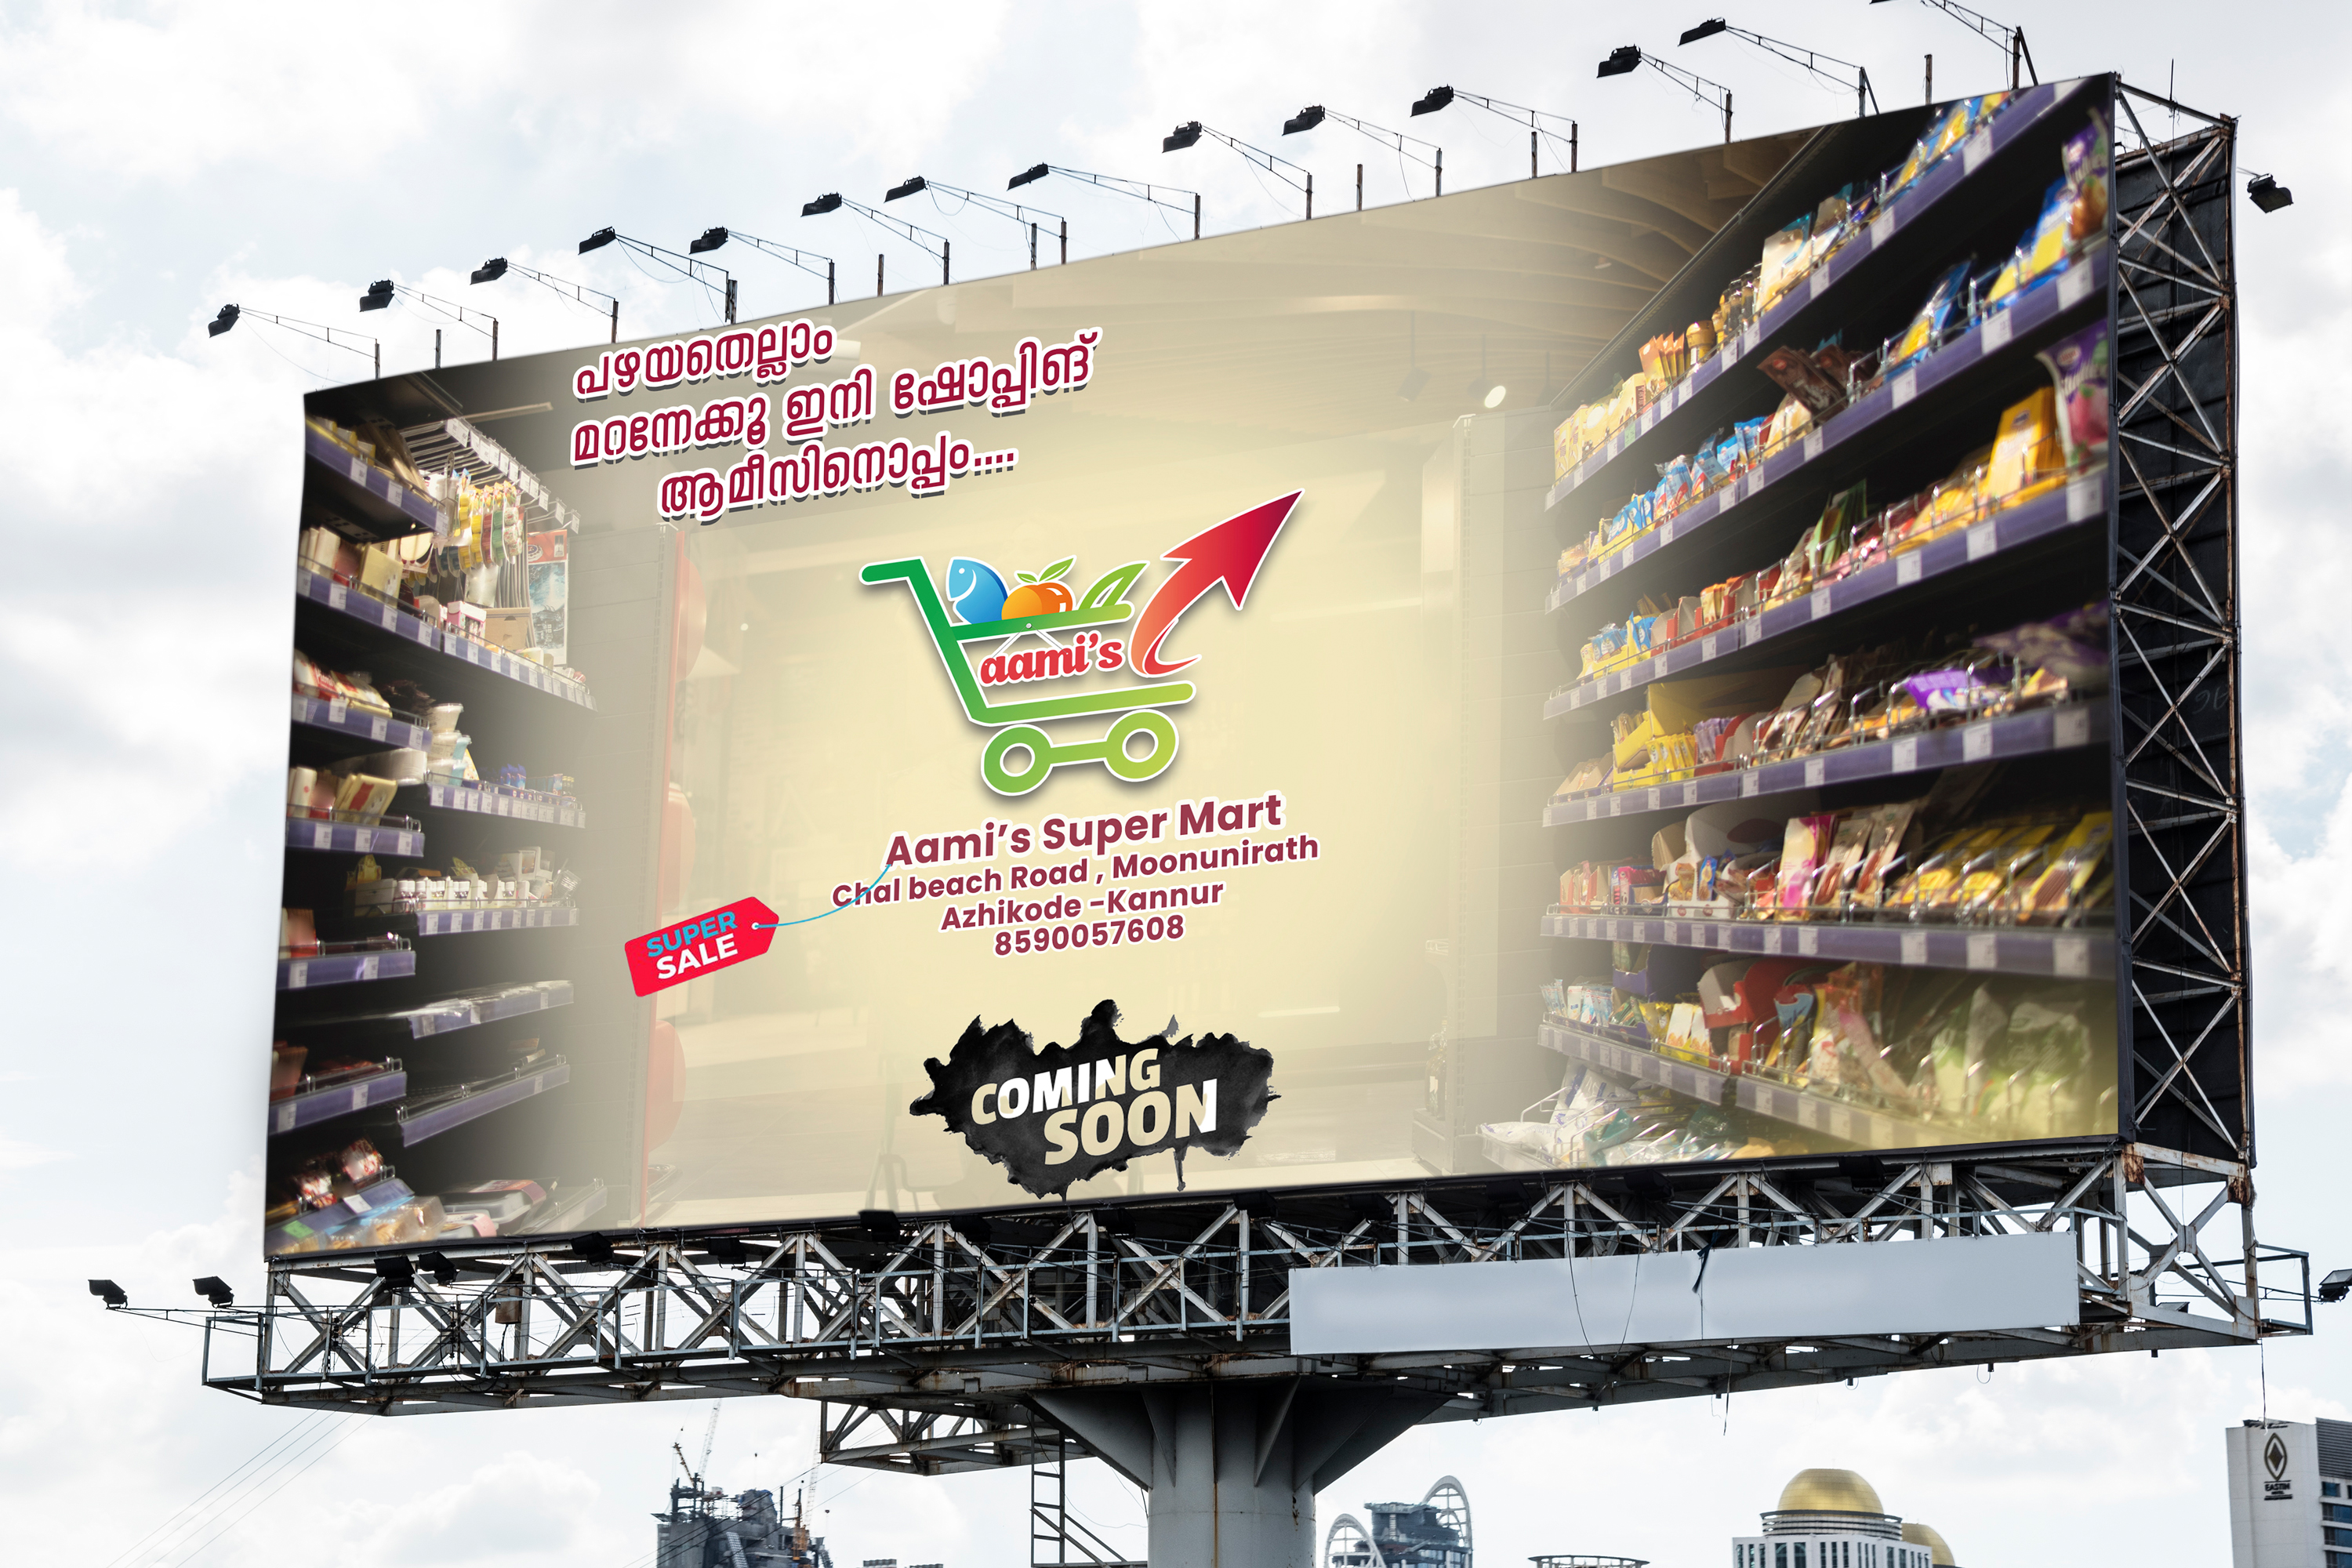 പഴയതെല്ലാം
മറന്നേക്കൂ ഇനി ഷോപ്പിങ്
ആമീസിനൊപ്പം....
aami's
Aami's Super Mart
Chal beach Road , Moonunirath
Azhikode -Kannur
8590057608
SUPER
SALE
COMING
SOON
EASTIN